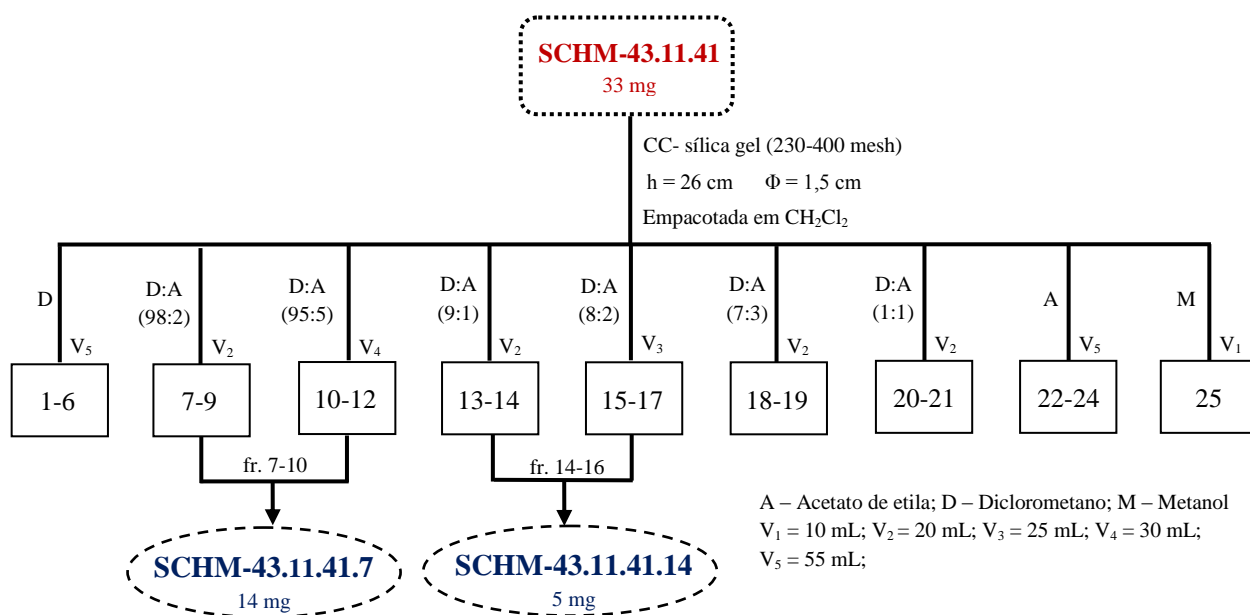 SCHM-43.11.41
33 mg
CC- sílica gel (230-400 mesh)
h = 26 cm Φ = 1,5 cm
Empacotada em CH₂Cl₂
D
V₅
D:A
(98:2)
V₂
D:A
(95:5)
V₄
D:A
(9:1)
V₂
D:A
(8:2)
V₃
D:A
(7:3)
V₂
D:A
(1:1)
V₂
A
V₅
M
V₁
1-6
7-9
10-12
13-14
15-17
18-19
20-21
22-24
25
fr. 7-10
fr. 14-16
SCHM-43.11.41.7
14 mg
SCHM-43.11.41.14
5 mg
A – Acetato de etila; D – Diclorometano; M – Metanol
V₁ = 10 mL; V₂ = 20 mL; V₃ = 25 mL; V₄ = 30 mL;
V₅ = 55 mL;